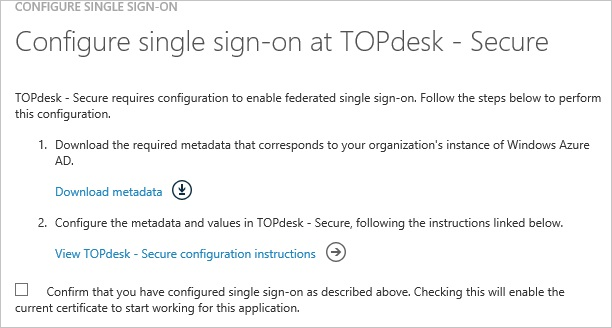 CONFIGURE SINGLE SIGN-ON
Configure single sign-on at TOPdesk - Secure
TOPdesk - Secure requires configuration to enable federated single sign-on. Follow the steps below to perform
this configuration.
1. Download the required metadata that corresponds to your organization's instance of Windows Azure
AD.
Download metadata
2. Configure the metadata and values in TOPdesk - Secure, following the instructions linked below.
View TOPdesk - Secure configuration instructions
Confirm that you have configured single sign-on as described above. Checking this will enable the
current certificate to start working for this application.